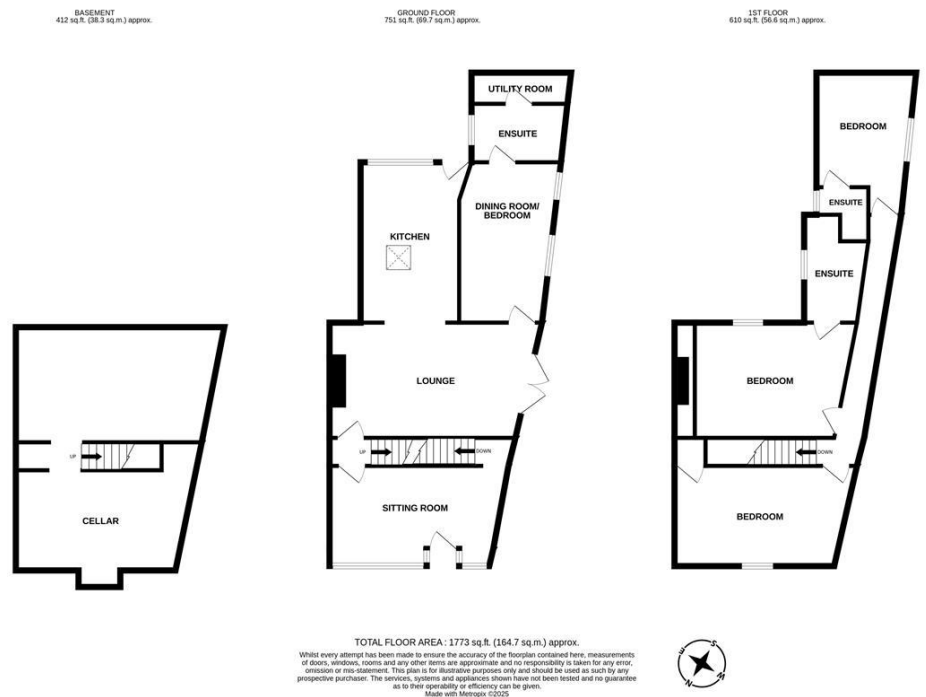 BASEMENT
412 sq.ft. (38.3 sq.m.) approx.
GROUND FLOOR
751 sq.ft. (69.7 sq.m.) approx.
1ST FLOOR
610 sq.ft. (56.6 sq.m.) approx.
UTILITY ROOM
ENSUITE
DINING ROOM/
BEDROOM
KITCHEN
LOUNGE
UP
DOWN
SITTING ROOM
UP
CELLAR
BEDROOM
ENSUITE
ENSUITE
BEDROOM
DOWN
BEDROOM
TOTAL FLOOR AREA : 1773 sq.ft. (164.7 sq.m.) approx.
Whilst every attempt has been made to ensure the accuracy of the floorplan contained here, measurements
of doors, windows, rooms and any other items are approximate and no responsibility is taken for any error,
omission or mis-statement. This plan is for illustrative purposes only and should be used as such by any
prospective purchaser. The services, systems and appliances shown have not been tested and no guarantee
as to their operability or efficiency can be given.
Made with Metropix ©2025
S
E
W
N